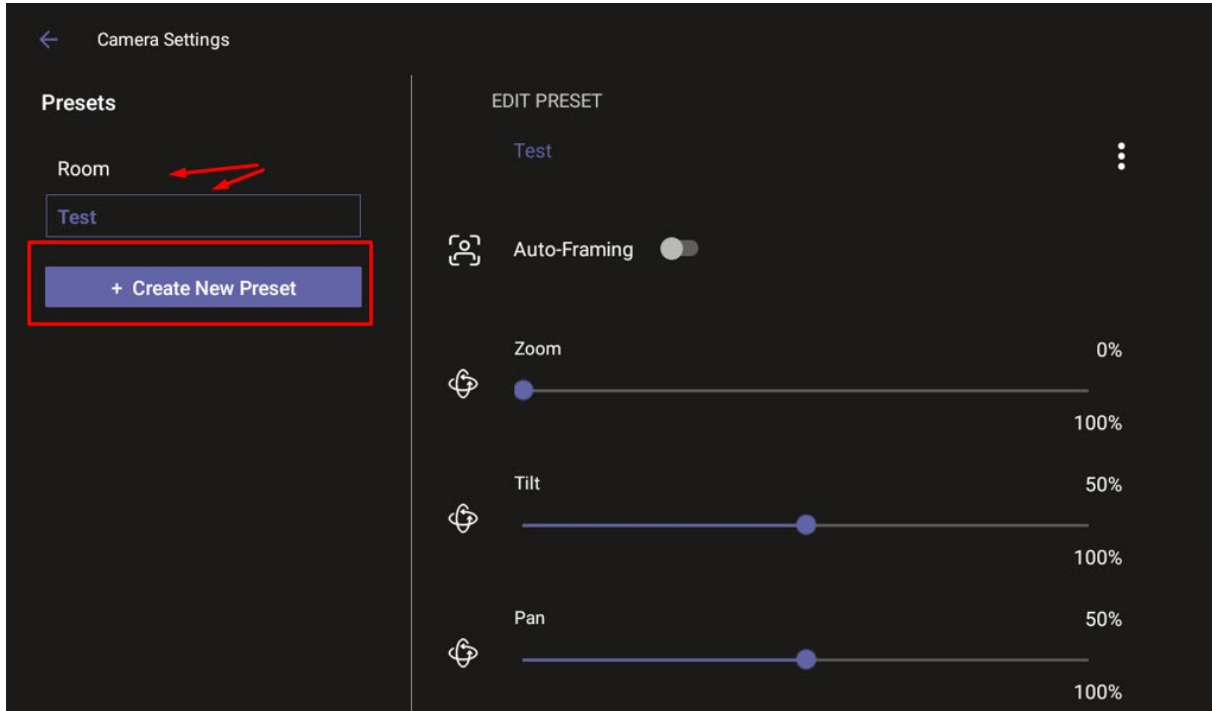 Camera Settings
Presets
Room
Test
+ Create New Preset
EDIT PRESET
Test
Auto-Framing
Zoom
0%
100%
Tilt
50%
100%
Pan
50%
100%